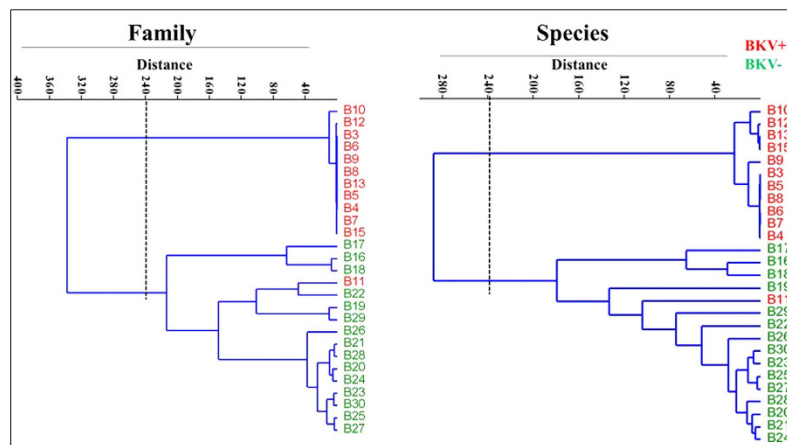 Family
Distance
400
360
320
280
240
200
160
120
80
40
B10
B12
B3
B6
B9
B8
B13
B5
B4
B7
B15
B17
B16
B18
B11
B22
B19
B29
B26
B21
B28
B20
B24
B23
B30
B25
B27
Species
BKV+
BKV-
Distance
280
240
200
160
120
80
40
B10
B12
B13
B15
B9
B3
B5
B8
B6
B7
B4
B17
B16
B18
B19
B11
B29
B22
B26
B30
B23
B25
B27
B28
B20
B21
B24